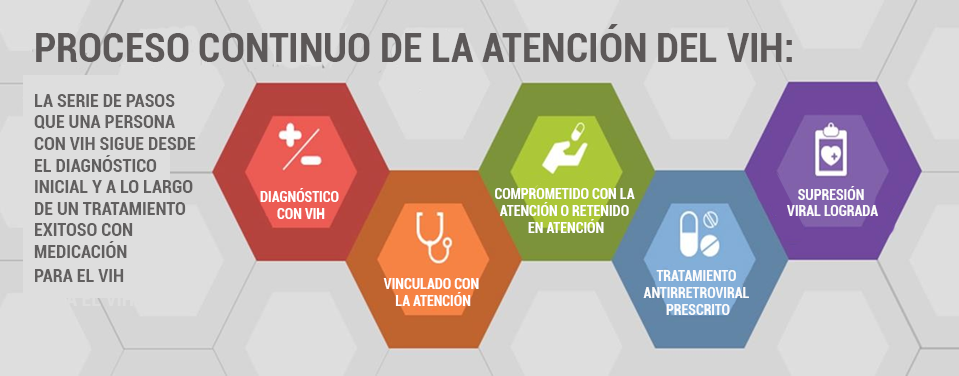 PROCESO CONTINUO DE LA ATENCIÓN DEL VIH:
LA SERIE DE PASOS
QUE UNA PERSONA
CON VIH SIGUE DESDE
EL DIAGNÓSTICO
INICIAL Y A LO LARGO
DE UN TRATAMIENTO
EXITOSO CON
MEDICACIÓN
PARA EL VIH
DIAGNÓSTICO
CON VIH
VINCULADO CON
LA ATENCIÓN
COMPROMETIDO CON LA
ATENCIÓN O RETENIDO
EN ATENCIÓN
TRATAMIENTO
ANTIRRETROVIRAL
PRESCRITO
SUPRESIÓN
VIRAL LOGRADA